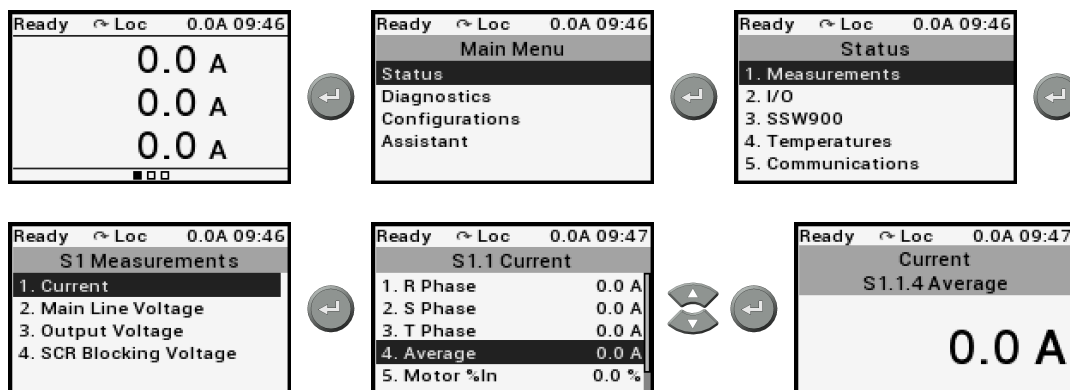 Ready Loc 0.0A 09:46
0.0 A
0.0 A
0.0 A
Ready Loc 0.0A 09:46
Main Menu
Status
Diagnostics
Configurations
Assistant
Ready Loc 0.0A 09:46
Status
1. Measurements
2. I/O
3. SSW900
4. Temperatures
5. Communications
Ready Loc 0.0A 09:46
S1 Measurements
1. Current
2. Main Line Voltage
3. Output Voltage
4. SCR Blocking Voltage
Ready Loc 0.0A 09:47
S1.1 Current
1. R Phase 0.0 A
2. S Phase 0.0 A
3. T Phase 0.0 A
4. Average 0.0 A
5. Motor %In 0.0 %
Ready Loc 0.0A 09:47
Current
S1.1.4 Average
0.0 A